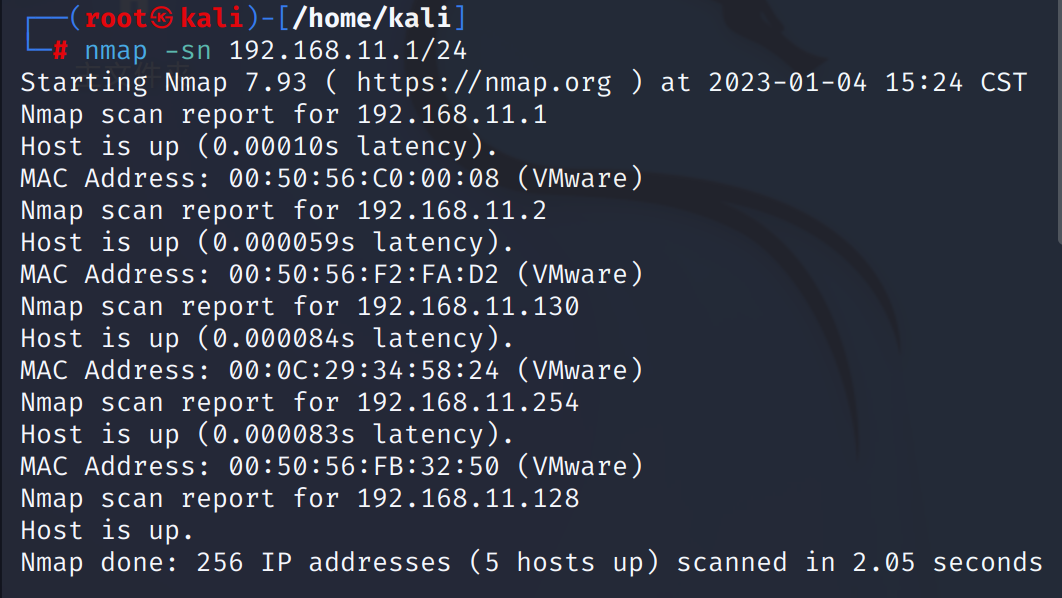 ┌──(root㉿kali)-[/home/kali]
└─# nmap -sn 192.168.11.1/24
Starting Nmap 7.93 ( https://nmap.org ) at 2023-01-04 15:24 CST
Nmap scan report for 192.168.11.1
Host is up (0.00010s latency).
MAC Address: 00:50:56:C0:00:08 (VMware)
Nmap scan report for 192.168.11.2
Host is up (0.000059s latency).
MAC Address: 00:50:56:F2:FA:D2 (VMware)
Nmap scan report for 192.168.11.130
Host is up (0.000084s latency).
MAC Address: 00:0C:29:34:58:24 (VMware)
Nmap scan report for 192.168.11.254
Host is up (0.000083s latency).
MAC Address: 00:50:56:FB:32:50 (VMware)
Nmap scan report for 192.168.11.128
Host is up.
Nmap done: 256 IP addresses (5 hosts up) scanned in 2.05 seconds